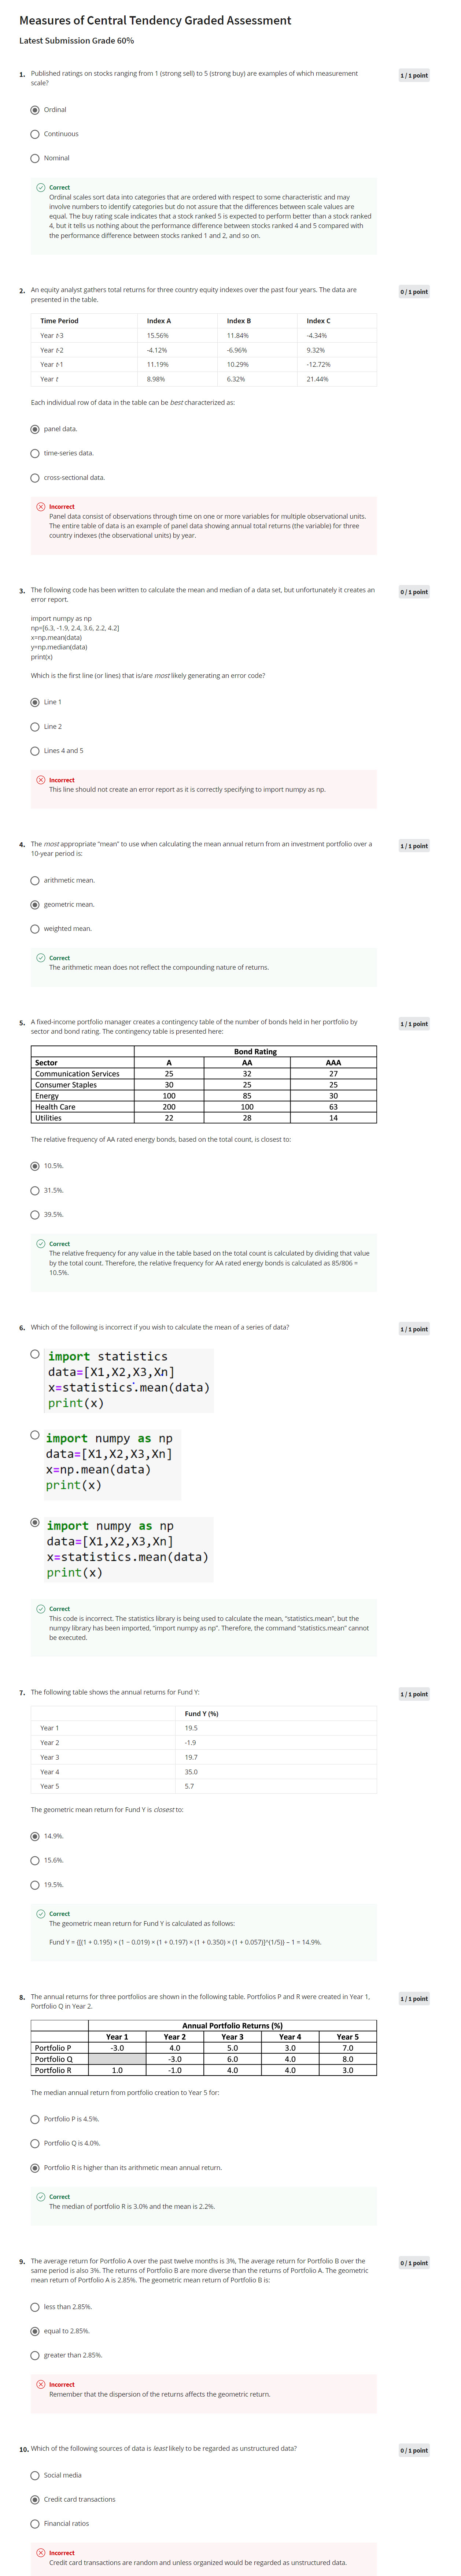 Measures of Central Tendency Graded Assessment
Latest Submission Grade 60%
1. Published ratings on stocks ranging from 1 (strong sell) to 5 (strong buy) are examples of which measurement
scale?
1 / 1 point
Ordinal
Continuous
Nominal
Correct
Ordinal scales sort data into categories that are ordered with respect to some characteristic and may
involve numbers to identify categories but do not assure that the differences between scale values are
equal. The buy rating scale indicates that a stock ranked 5 is expected to perform better than a stock ranked
4, but it tells us nothing about the performance difference between stocks ranked 4 and 5 compared with
the performance difference between stocks ranked 1 and 2, and so on.
2. An equity analyst gathers total returns for three country equity indexes over the past four years. The data are
presented in the table.
0 / 1 point
Time Period Index A Index B Index C
Year t-3 15.56% 11.84% -4.34%
Year t-2 -4.12% -6.96% 9.32%
Year t-1 11.19% 10.29% -12.72%
Year t 8.98% 6.32% 21.44%
Each individual row of data in the table can be best characterized as:
panel data.
time-series data.
cross-sectional data.
Incorrect
Panel data consist of observations through time on one or more variables for multiple observational units.
The entire table of data is an example of panel data showing annual total returns (the variable) for three
country indexes (the observational units) by year.
3. The following code has been written to calculate the mean and median of a data set, but unfortunately it creates an
error report.
0 / 1 point
import numpy as np
np=[6.3, -1.9, 2.4, 3.6, 2.2, 4.2]
x=np.mean(data)
y=np.median(data)
print(x)
Which is the first line (or lines) that is/are most likely generating an error code?
Line 1
Line 2
Lines 4 and 5
Incorrect
This line should not create an error report as it is correctly specifying to import numpy as np.
4. The most appropriate "mean" to use when calculating the mean annual return from an investment portfolio over a
10-year period is:
1 / 1 point
arithmetic mean.
geometric mean.
weighted mean.
Correct
The arithmetic mean does not reflect the compounding nature of returns.
5. A fixed-income portfolio manager creates a contingency table of the number of bonds held in her portfolio by
sector and bond rating. The contingency table is presented here:
1 / 1 point
Bond Rating
Sector A AA AAA
Communication Services 25 32 27
Consumer Staples 30 25 25
Energy 100 85 30
Health Care 200 100 63
Utilities 22 28 14
The relative frequency of AA rated energy bonds, based on the total count, is closest to:
10.5%.
31.5%.
39.5%.
Correct
The relative frequency for any value in the table based on the total count is calculated by dividing that value
by the total count. Therefore, the relative frequency for AA rated energy bonds is calculated as 85/806 =
10.5%.
6. Which of the following is incorrect if you wish to calculate the mean of a series of data?
1 / 1 point
import statistics
data=[X1,X2,X3,Xn]
x=statistics.mean(data)
print(x)
import numpy as np
data=[X1,X2,X3,Xn]
x=np.mean(data)
print(x)
import numpy as np
data=[X1,X2,X3,Xn]
x=statistics.mean(data)
print(x)
Correct
This code is incorrect. The statistics library is being used to calculate the mean, "statistics.mean", but the
numpy library has been imported, "import numpy as np". Therefore, the command "statistics.mean" cannot
be executed.
7. The following table shows the annual returns for Fund Y:
1 / 1 point
Fund Y (%)
Year 1 19.5
Year 2 -1.9
Year 3 19.7
Year 4 35.0
Year 5 5.7
The geometric mean return for Fund Y is closest to:
14.9%.
15.6%.
19.5%.
Correct
The geometric mean return for Fund Y is calculated as follows:
Fund Y = {[(1 + 0.195) × (1 − 0.019) × (1 + 0.197) × (1 + 0.350) × (1 + 0.057)]^(1/5)} – 1 = 14.9%.
8. The annual returns for three portfolios are shown in the following table. Portfolios P and R were created in Year 1,
Portfolio Q in Year 2.
1 / 1 point
Annual Portfolio Returns (%)
Year 1 Year 2 Year 3 Year 4 Year 5
Portfolio P -3.0 4.0 5.0 3.0 7.0
Portfolio Q -3.0 6.0 4.0 8.0
Portfolio R 1.0 -1.0 4.0 4.0 3.0
The median annual return from portfolio creation to Year 5 for:
Portfolio P is 4.5%.
Portfolio Q is 4.0%.
Portfolio R is higher than its arithmetic mean annual return.
Correct
The median of portfolio R is 3.0% and the mean is 2.2%.
9. The average return for Portfolio A over the past twelve months is 3%, The average return for Portfolio B over the
same period is also 3%. The returns of Portfolio B are more diverse than the returns of Portfolio A. The geometric
mean return of Portfolio A is 2.85%. The geometric mean return of Portfolio B is:
0 / 1 point
less than 2.85%.
equal to 2.85%.
greater than 2.85%.
Incorrect
Remember that the dispersion of the returns affects the geometric return.
10. Which of the following sources of data is least likely to be regarded as unstructured data?
0 / 1 point
Social media
Credit card transactions
Financial ratios
Incorrect
Credit card transactions are random and unless organized would be regarded as unstructured data.